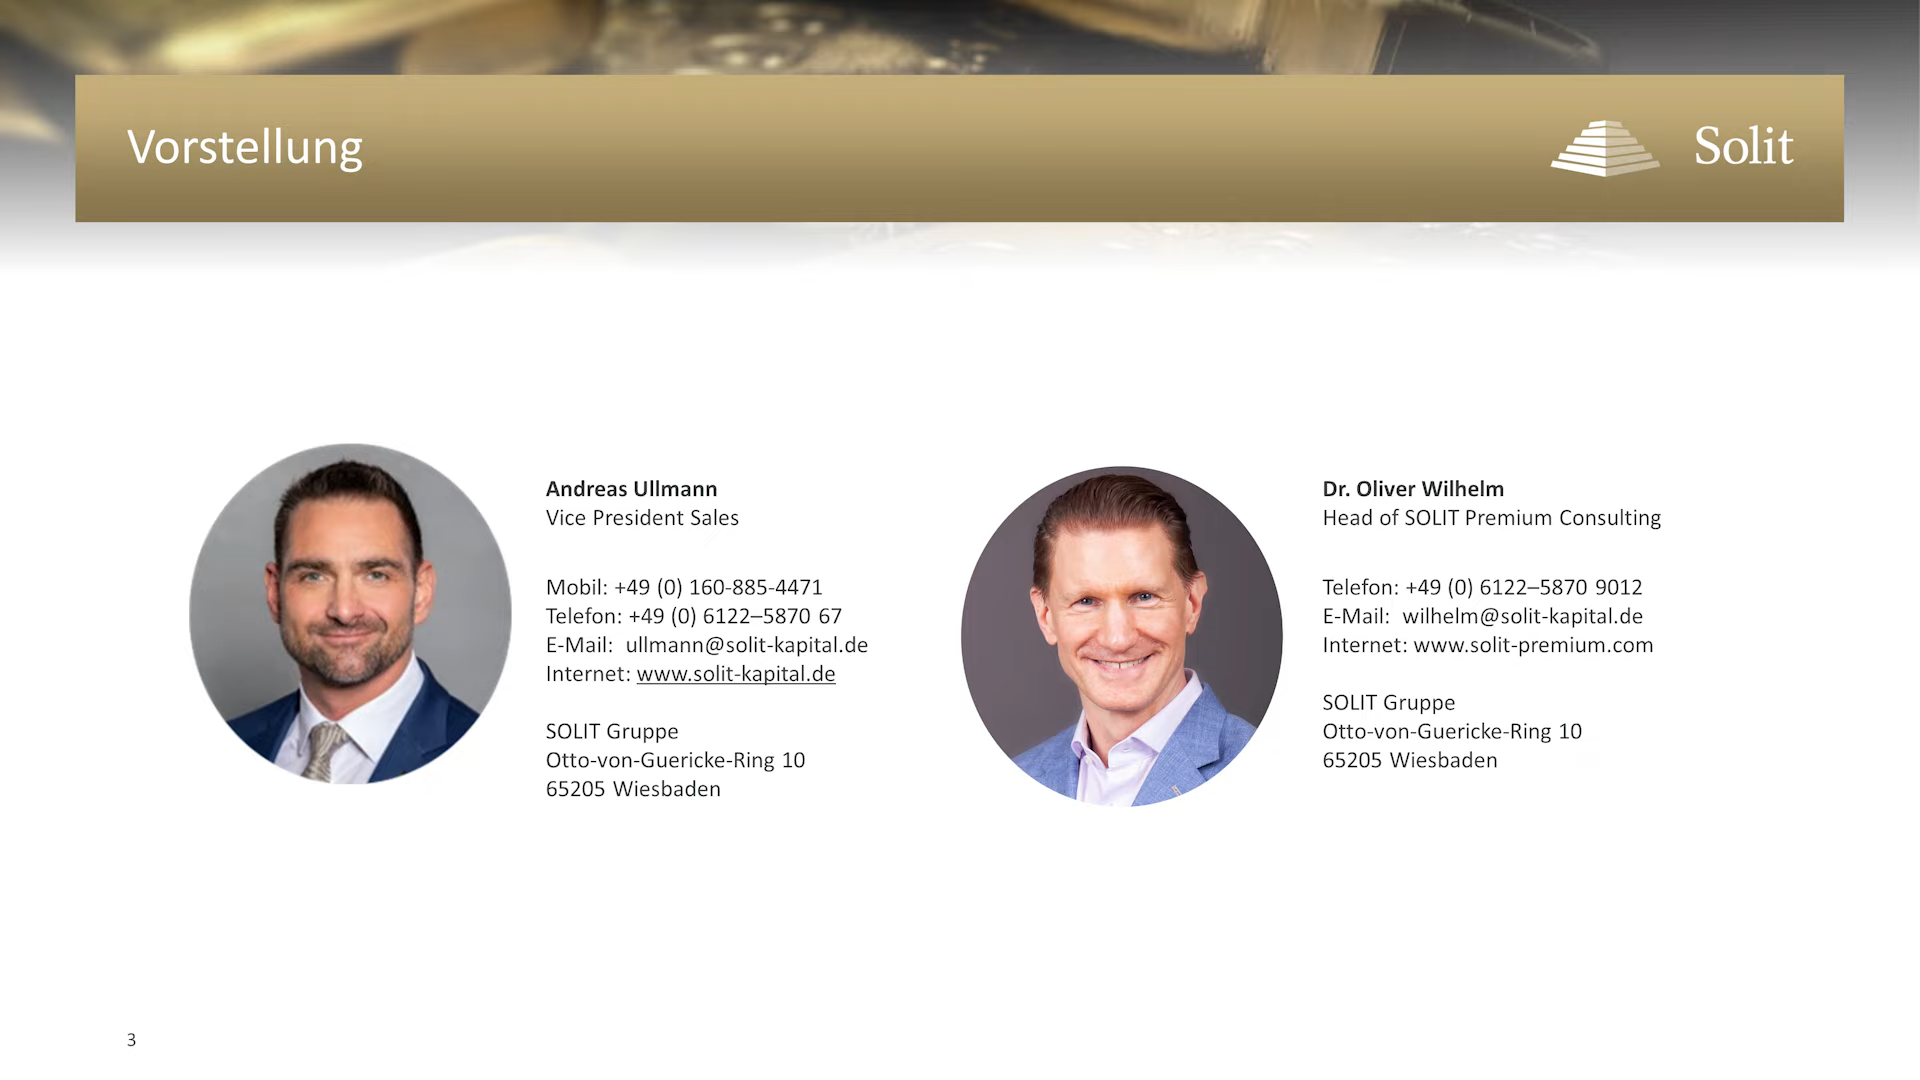 Vorstellung
Solit
Andreas Ullmann
Vice President Sales
Mobil: +49 (0) 160-885-4471
Telefon: +49 (0) 6122–5870 67
E-Mail:  ullmann@solit-kapital.de
Internet: www.solit-kapital.de
SOLIT Gruppe
Otto-von-Guericke-Ring 10
65205 Wiesbaden
Dr. Oliver Wilhelm
Head of SOLIT Premium Consulting
Telefon: +49 (0) 6122–5870 9012
E-Mail:  wilhelm@solit-kapital.de
Internet: www.solit-premium.com
SOLIT Gruppe
Otto-von-Guericke-Ring 10
65205 Wiesbaden
3